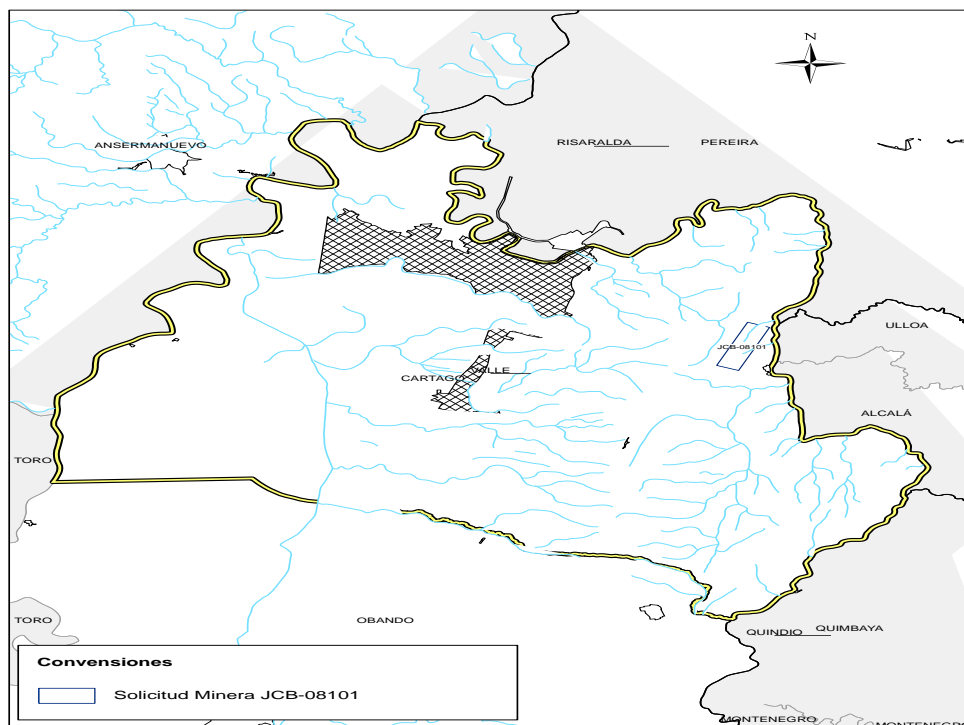 N
ANSERMANUEVO
RISARALDA PEREIRA
ULLOA
JCB-08101
VALLE
CARTAGO
ALCALÁ
TORO
TORO
OBANDO
QUINDIO QUIMBAYA
Convensiones
Solicitud Minera JCB-08101
MONTENEGRO
MONTENEGRO